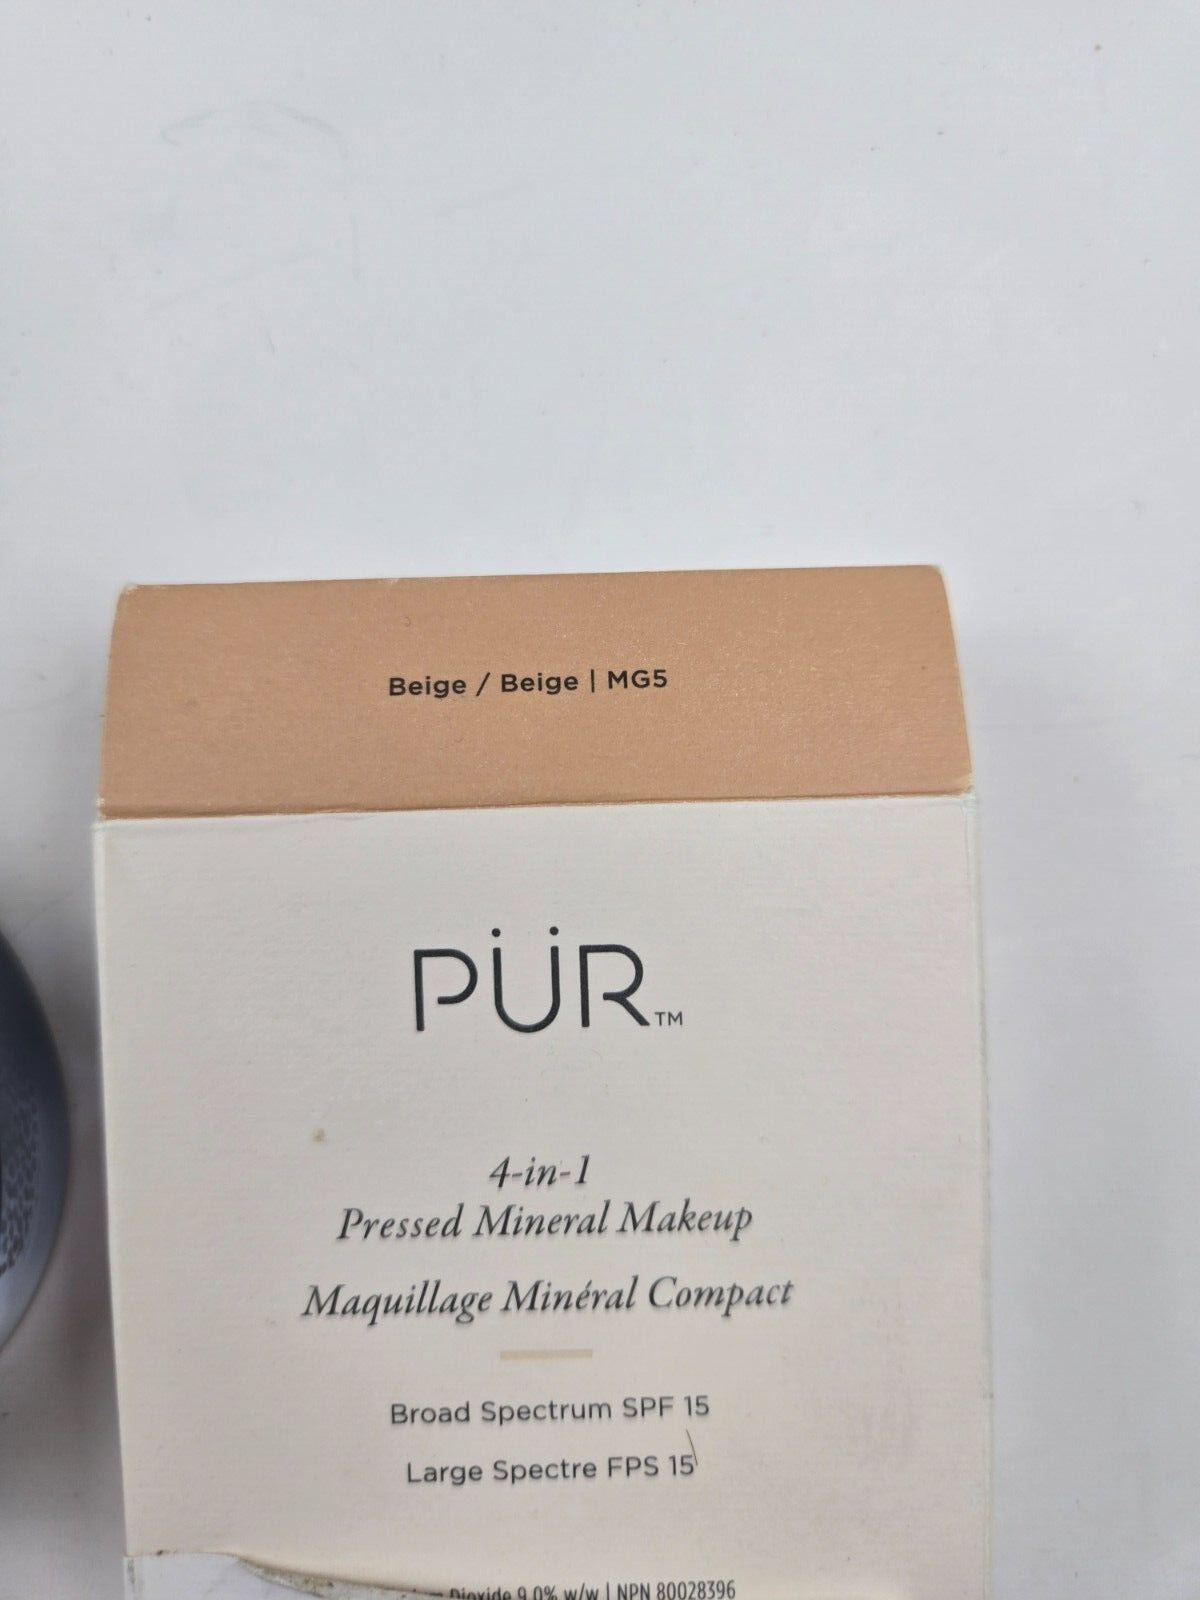 Beige / Beige | MG5
PÜR™
4-in-1
Pressed Mineral Makeup
Maquillage Minéral Compact
Broad Spectrum SPF 15
Large Spectre FPS 15
Dioxide 9.0% w/w | NPN 80028396